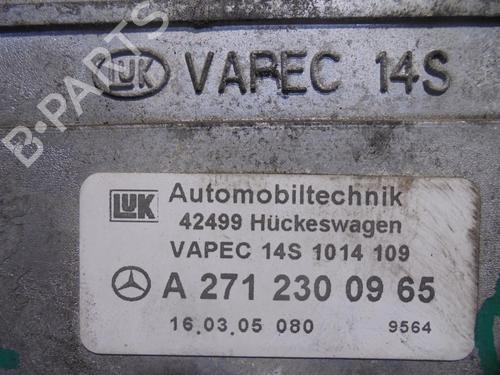 LUK VAPEC 14S
B-PARTS
LUK Automobiltechnik
42499 Hückeswagen
VAPEC 14S 1014 109
A 271 230 09 65
16.03.05 080 9564